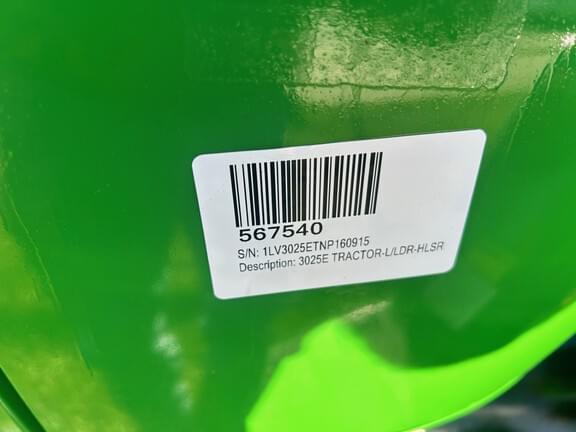 567540
S/N: 1LV3025ETNP160915
Description: 3025E TRACTOR-L/LDR-HLSR